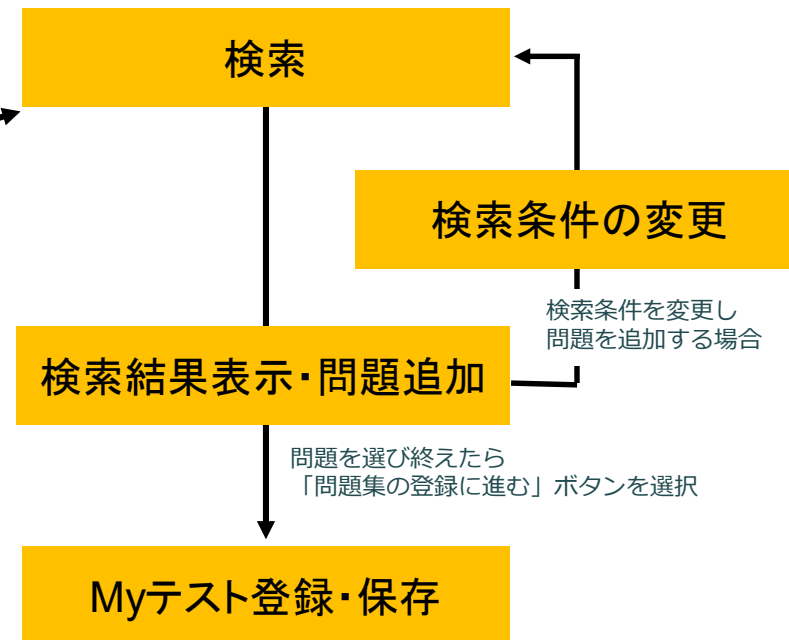 検索
検索条件の変更
検索条件を変更し
問題を追加する場合
検索結果表示・問題追加
問題を選び終えたら
「問題集の登録に進む」ボタンを選択
Myテスト登録・保存